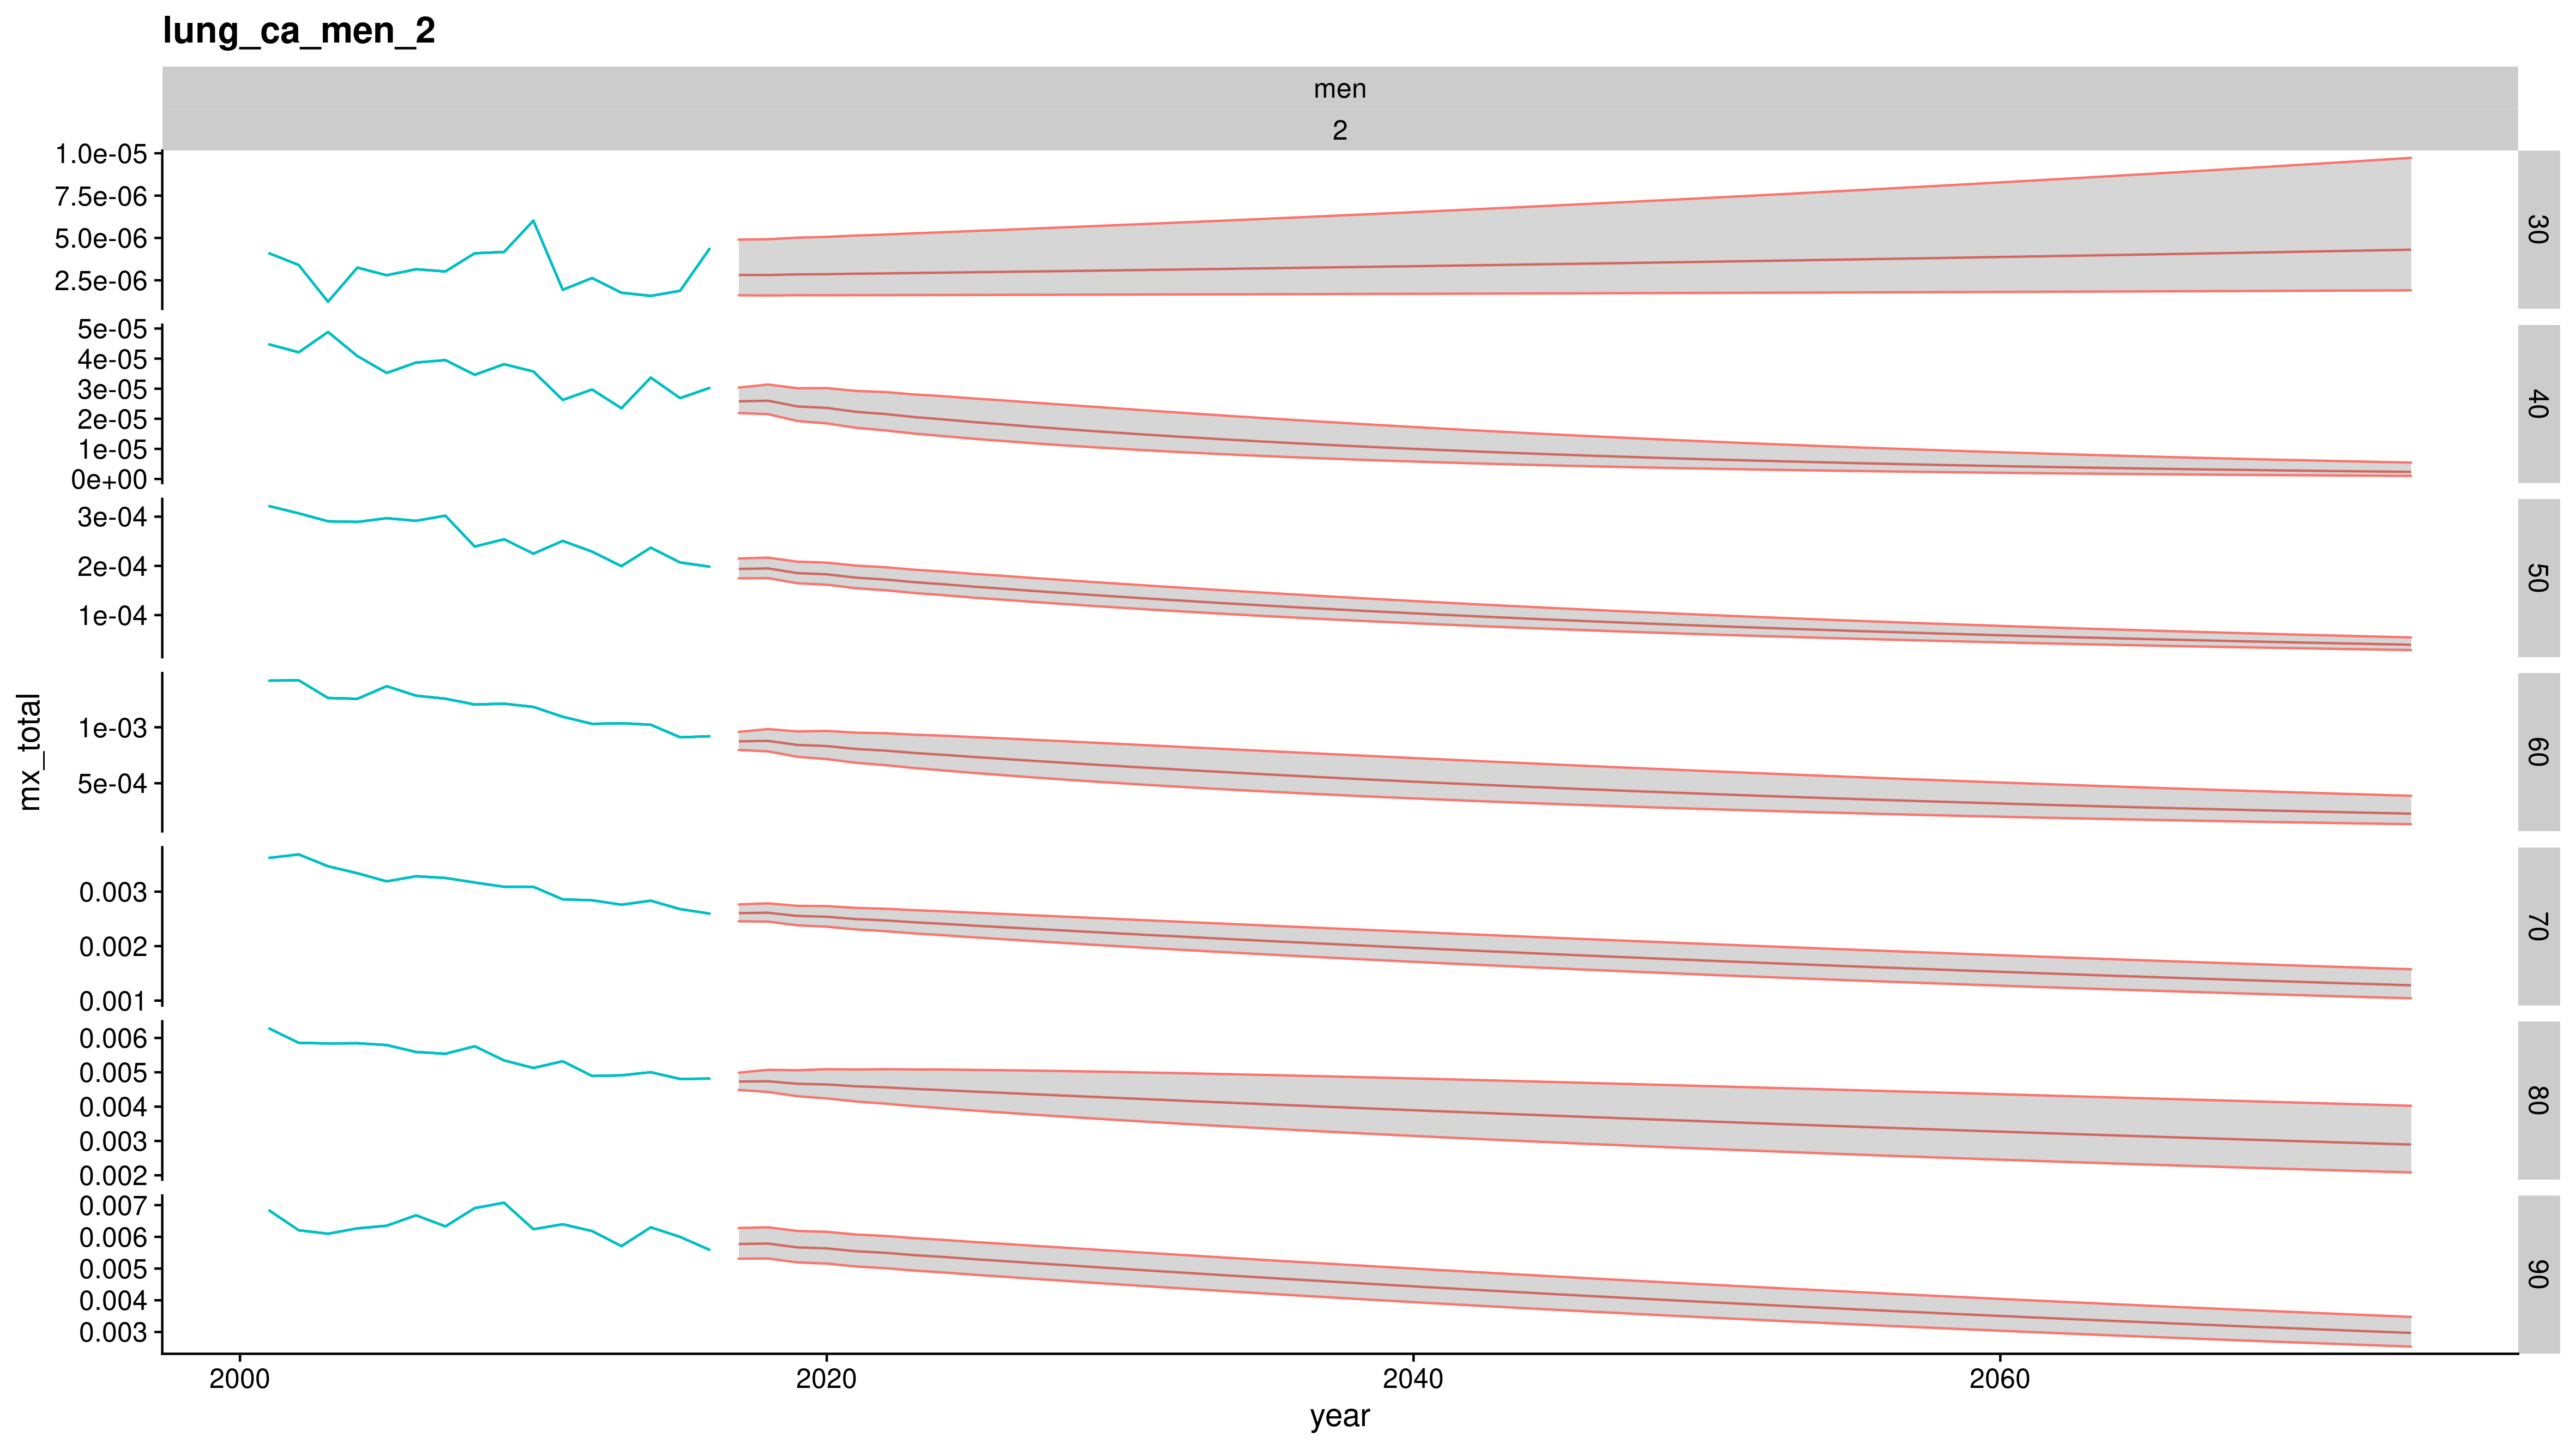 lung_ca_men_2
men
2
1.0e-05
7.5e-06
5.0e-06
2.5e-06
30
5e-05
4e-05
3e-05
2e-05
1e-05
0e+00
40
3e-04
2e-04
1e-04
50
1e-03
5e-04
60
0.003
0.002
0.001
70
0.006
0.005
0.004
0.003
0.002
80
0.007
0.006
0.005
0.004
0.003
90
mx_total
2000 2020 2040 2060
year